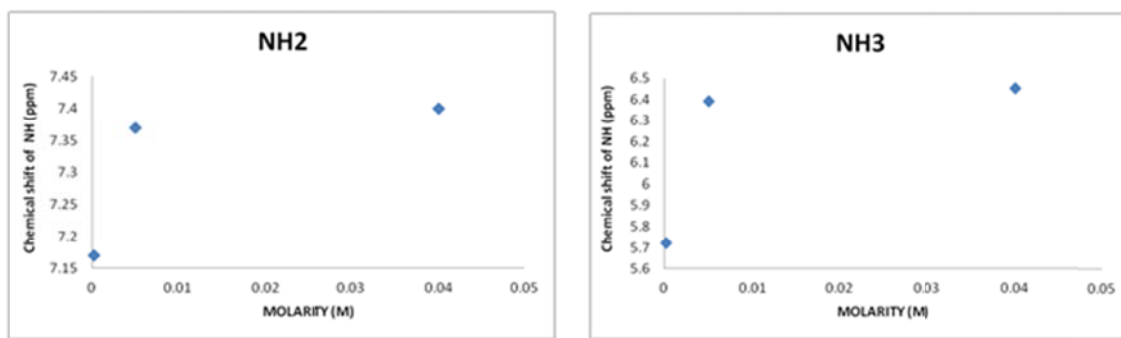 NH2
Chemical shift of NH (ppm)
7.45
7.4
7.35
7.3
7.25
7.2
7.15
0 0.01 0.02 0.03 0.04 0.05
MOLARITY (M)
NH3
Chemical shift of NH (ppm)
6.5
6.4
6.3
6.2
6.1
6
5.9
5.8
5.7
5.6
0 0.01 0.02 0.03 0.04 0.05
MOLARITY (M)